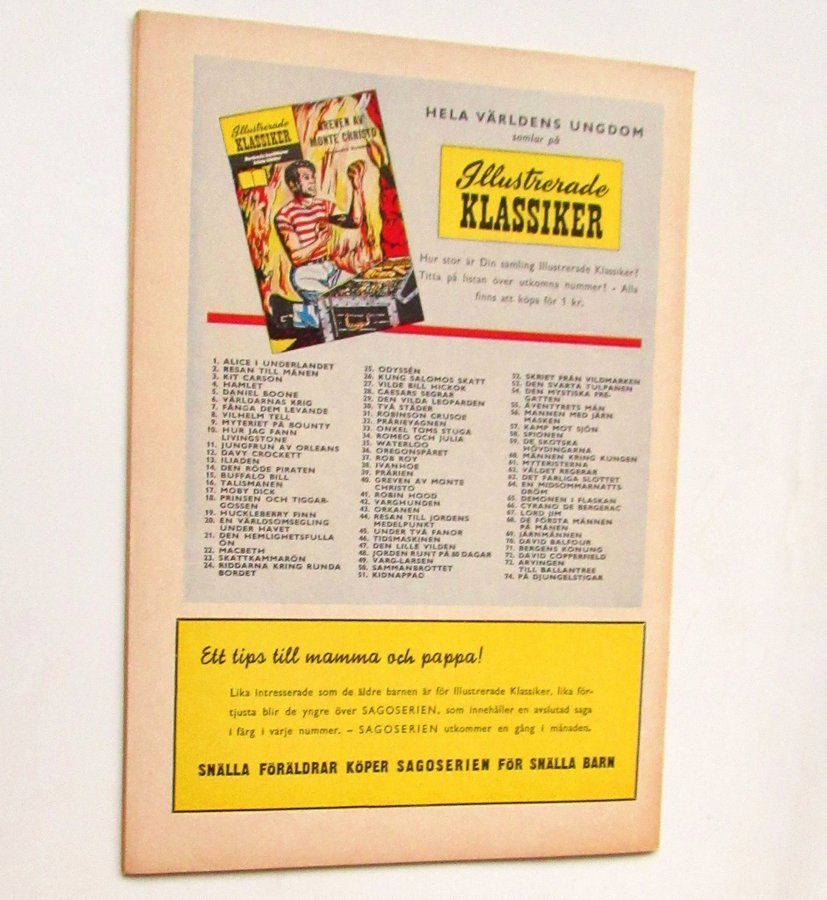 Illustrerade
KLASSIKER
GREVEN AV
MONTE CHRISTO
HELA VÄRLDENS UNGDOM
samlar på
Illustrerade
KLASSIKER
Hur stor är Din samling Illustrerade Klassiker?
Titta på listan över utkomna nummer! - Alla
finns att köpa för 1 kr.
1. ALICE I UNDERLANDET
2. RESAN TILL MÅNEN
3. KIT CARSON
4. HAMLET
5. DANIEL BOONE
6. VÄRLDARNAS KRIG
7. FÅNGA DEM LEVANDE
8. VILHELM TELL
9. MYTERIET PÅ BOUNTY
10. HUR JAG FANN
LIVINGSTONE
11. JUNGFRUN AV ORLEANS
12. DAVY CROCKETT
13. ILIADEN
14. DEN RÖDE PIRATEN
15. BUFFALO BILL
16. TALISMANEN
17. MOBY DICK
18. PRINSEN OCH TIGGAR-
GOSSEN
19. HUCKLEBERRY FINN
20. EN VÄRLDSOMSEGLING
UNDER HAVET
21. DEN HEMLIGHETSFULLA
ÖN
22. MACBETH
23. SKATTKAMMARÖN
24. RIDDARNA KRING RUNDA
BORDET
25. ODYSSÉN
26. KUNG SALOMOS SKATT
27. VILDE BILL HICKOK
28. CAESARS SEGRAR
29. DEN VILDA LEOPARDEN
30. TVÅ STÄDER
31. ROBINSON CRUSOE
32. PRÄRIEVAGNEN
33. ONKEL TOMS STUGA
34. ROMEO OCH JULIA
35. WATERLOO
36. OREGONSPÅRET
37. ROB ROY
38. IVANHOE
39. PRÄRIEN
40. GREVEN AV MONTE
CHRISTO
41. ROBIN HOOD
42. VARGHUNDEN
43. ORKANEN
44. RESAN TILL JORDENS
MEDELPUNKT
45. UNDER TVÅ FANOR
46. TIDSMASKINEN
47. DEN LILLE VILDEN
48. JORDEN RUNT PÅ 80 DAGAR
49. VARG-LARSEN
50. SAMMANBROTTET
51. KIDNAPPAD
52. SKRIET FRÅN VILDMARKEN
53. DEN SVARTA TULPANEN
54. DEN MYSTISKA PRE-
GATTEN
55. ÄVENTYRETS MÄN
56. MANNEN MED JÄRN
MASKEN
57. KAMP MOT SJÖN
58. SPIONEN
59. DE SKOTSKA
HÖVDINGARNA
60. MÄNNEN KRING KUNGEN
61. MYTERISTERNA
62. VÅLDET REGERAR
63. DET FARLIGA SLOTTET
64. EN MIDSOMMARNATTS
DRÖM
65. DEMONEN I FLASKAN
66. CYRANO DE BERGERAC
67. LORD JIM
68. DE FÖRSTA MÄNNEN
PÅ MÅNEN
69. JÄRNMÄNNEN
70. DAVID BALFOUR
71. BERGENS KONUNG
72. DAVID COPPERFIELD
73. ARVINGEN
TILL BALLANTREE
74. PÅ DJUNGELSTIGAR
Ett tips till mamma och pappa!
Lika intresserade som de äldre barnen är för Illustrerade Klassiker, lika för-
tjusta blir de yngre över SAGOSERIEN, som innehåller en avslutad saga
i färg i varje nummer. – SAGOSERIEN utkommer en gång i månaden.
SNÄLLA FÖRÄLDRAR KÖPER SAGOSERIEN FÖR SNÄLLA BARN